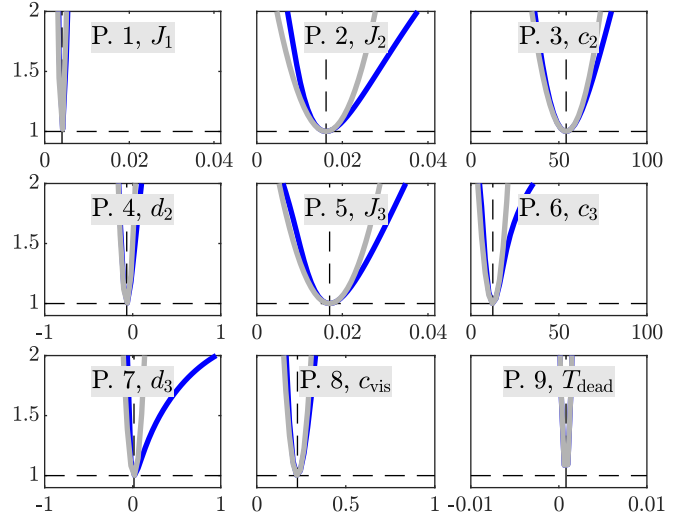 2
1.5
1
P. 1, J₁
0 0.02 0.04
P. 2, J₂
0 0.02 0.04
P. 3, c₂
0 50 100
2
1.5
1
P. 4, d₂
-1 0 1
P. 5, J₃
0 0.02 0.04
P. 6, c₃
0 50 100
2
1.5
1
P. 7, d₃
-1 0 1
P. 8, c_vis
0 0.5 1
P. 9, T_dead
-0.01 0 0.01